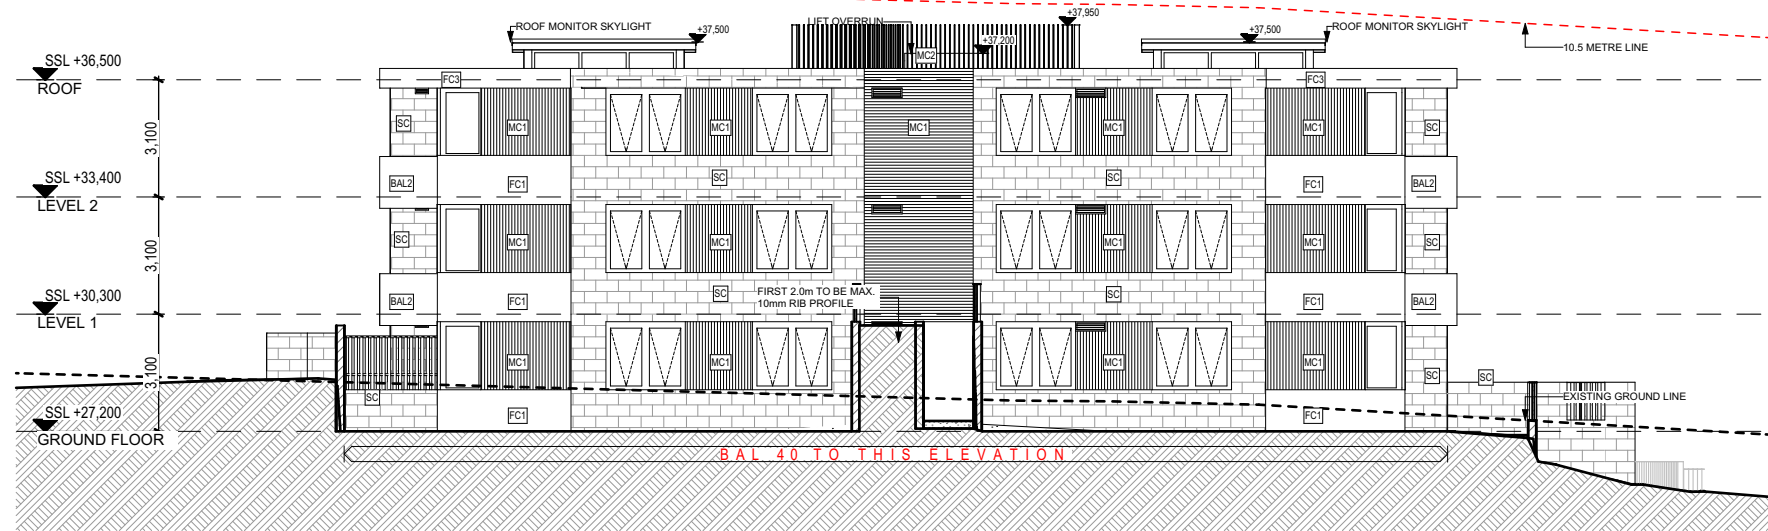 +37,950
LIFT OVERRUN
ROOF MONITOR SKYLIGHT
+37,500
+37,500
ROOF MONITOR SKYLIGHT
+37,200
10.5 METRE LINE
MC2
SSL +36,500
ROOF
FC3
FC3
3,100
SC
MC1
MC1
MC1
MC1
MC1
SC
SSL +33,400
LEVEL 2
BAL2
FC1
SC
SC
FC1
BAL2
3,100
SC
MC1
MC1
MC1
MC1
SC
SSL +30,300
LEVEL 1
BAL2
FC1
SC
FIRST 2.0m TO BE MAX.
10mm RIB PROFILE
SC
FC1
BAL2
3,100
MC1
MC1
MC1
MC1
SC
SC
SC
EXISTING GROUND LINE
SSL +27,200
GROUND FLOOR
FC1
FC1
BAL 40 TO THIS ELEVATION